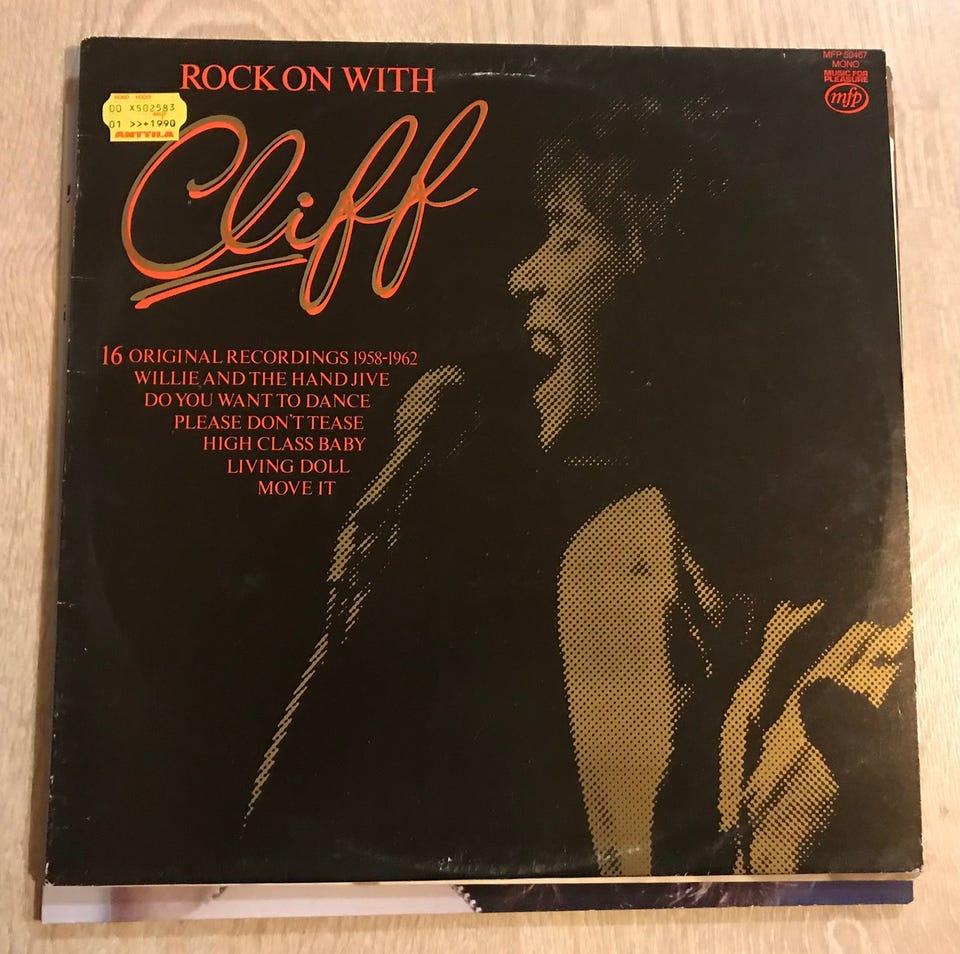 ROCK ON WITH
Cliff
00 X502583
01 >>+1990
ANTTILA
MFP 50467
MONO
MUSIC FOR
PLEASURE
mfp
16 ORIGINAL RECORDINGS 1958-1962
WILLIE AND THE HAND JIVE
DO YOU WANT TO DANCE
PLEASE DON'T TEASE
HIGH CLASS BABY
LIVING DOLL
MOVE IT